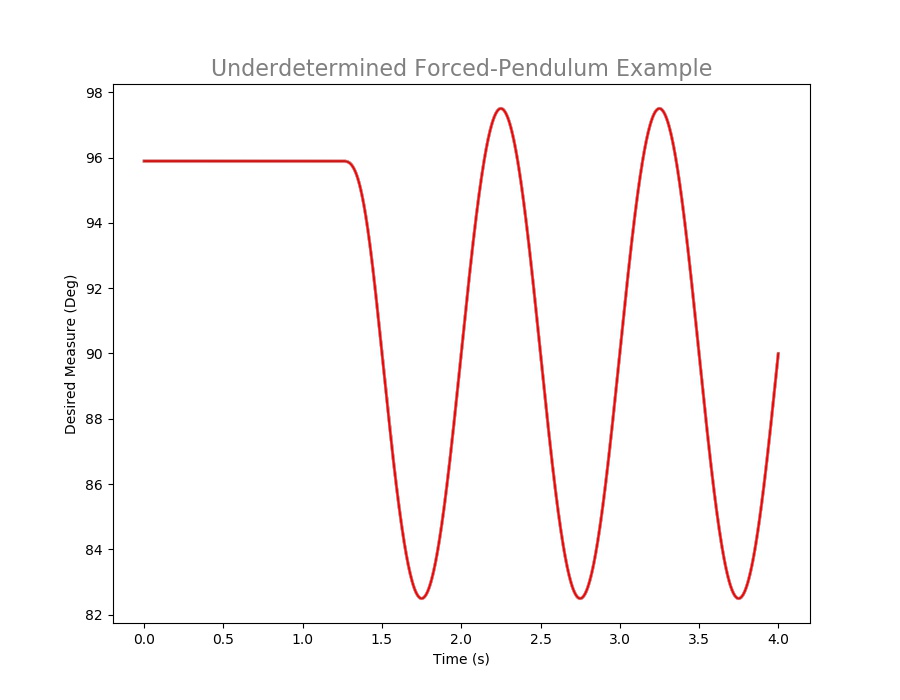 Underdetermined Forced-Pendulum Example
98
96
94
92
90
88
86
84
82
Desired Measure (Deg)
0.0 0.5 1.0 1.5 2.0 2.5 3.0 3.5 4.0
Time (s)